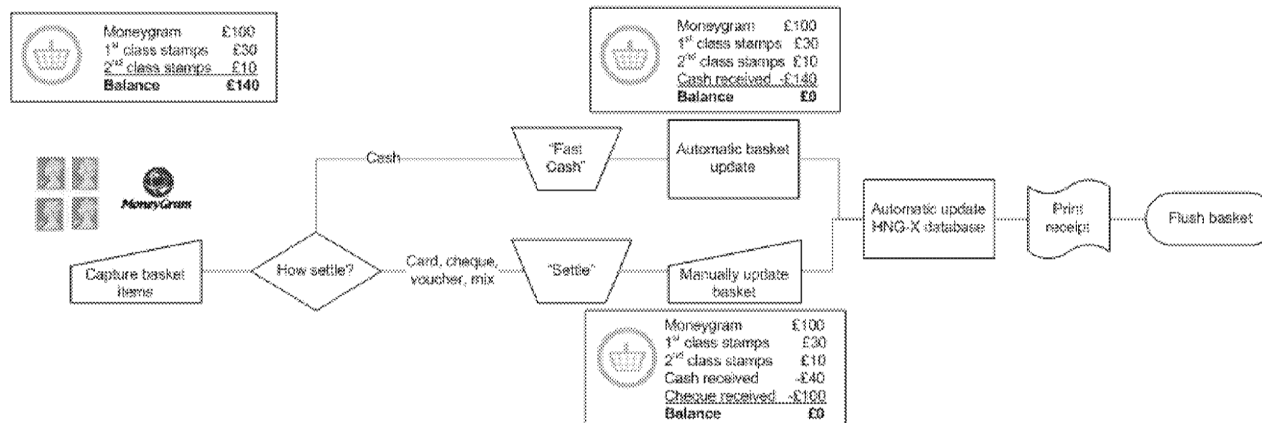 Moneygram £100
1st class stamps £30
2nd class stamps £10
Balance £140
Moneygram £100
1st class stamps £30
2nd class stamps £10
Cash received -£140
Balance £0
MoneyGram
Capture basket
items
How settle?
Cash
"Fast
Cash"
Automatic basket
update
Card, cheque,
voucher, mix
"Settle"
Manually update
basket
Automatic update
HNG-X database
Print
receipt
Flush basket
Moneygram £100
1st class stamps £30
2nd class stamps £10
Cash received -£40
Cheque received -£100
Balance £0